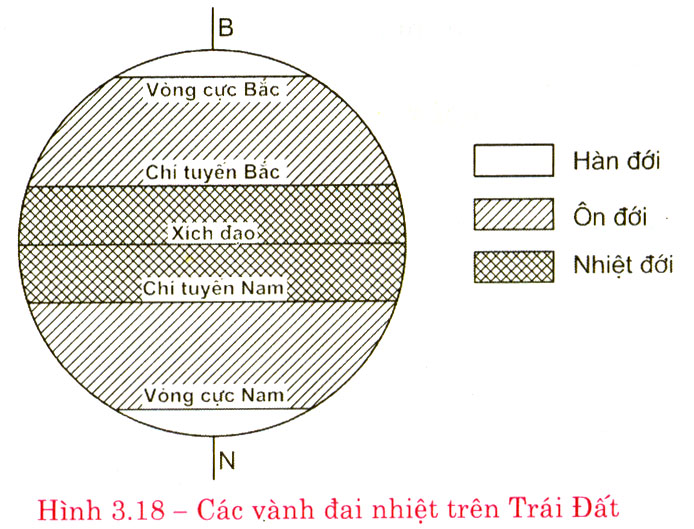 B
Vòng cực Bắc
Chí tuyến Bắc
Xích đạo
Chí tuyến Nam
Vòng cực Nam
N
Hàn đới
Ôn đới
Nhiệt đới
Hình 3.18 – Các vành đai nhiệt trên Trái Đất